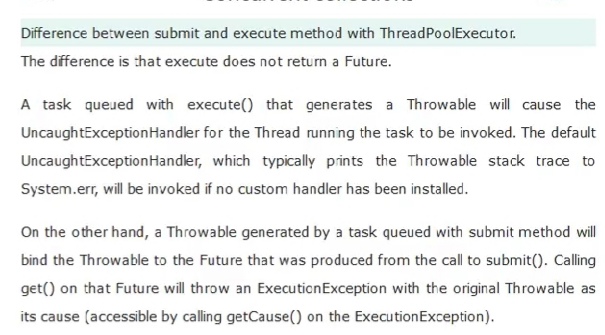 Difference between submit and execute method with ThreadPoolExecutor.
The difference is that execute does not return a Future.
A task queued with execute() that generates a Throwable will cause the
UncaughtExceptionHandler for the Thread running the task to be invoked. The default
UncaughtExceptionHandler, which typically prints the Throwable stack trace to
System.err, will be invoked if no custom handler has been installed.
On the other hand, a Throwable generated by a task queued with submit method will
bind the Throwable to the Future that was produced from the call to submit(). Calling
get() on that Future will throw an ExecutionException with the original Throwable as
its cause (accessible by calling getCause() on the ExecutionException).